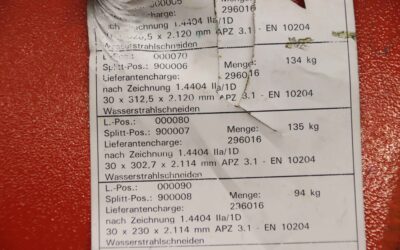 Lieferantencharge: 296016
nach Zeichnung 1.4404 IIa/1D
2.120 mm APZ 3.1 - EN 10204
Wasserstrahlschneiden
L.-Pos.: 000070
Splitt-Pos.: 900006 Menge: 134 kg
Lieferantencharge: 296016
nach Zeichnung 1.4404 IIa/1D
30 x 312,5 x 2.120 mm APZ 3.1 - EN 10204
Wasserstrahlschneiden
L.-Pos.: 000080
Splitt-Pos.: 900007 Menge: 135 kg
Lieferantencharge: 296016
nach Zeichnung 1.4404 IIa/1D
30 x 302,7 x 2.114 mm APZ 3.1 - EN 10204
Wasserstrahlschneiden
L.-Pos.: 000090
Splitt-Pos.: 900008 Menge: 94 kg
Lieferantencharge: 296016
nach Zeichnung 1.4404 IIa/1D
30 x 230 x 2.114 mm APZ 3.1 - EN 10204
Wasserstrahlschneiden